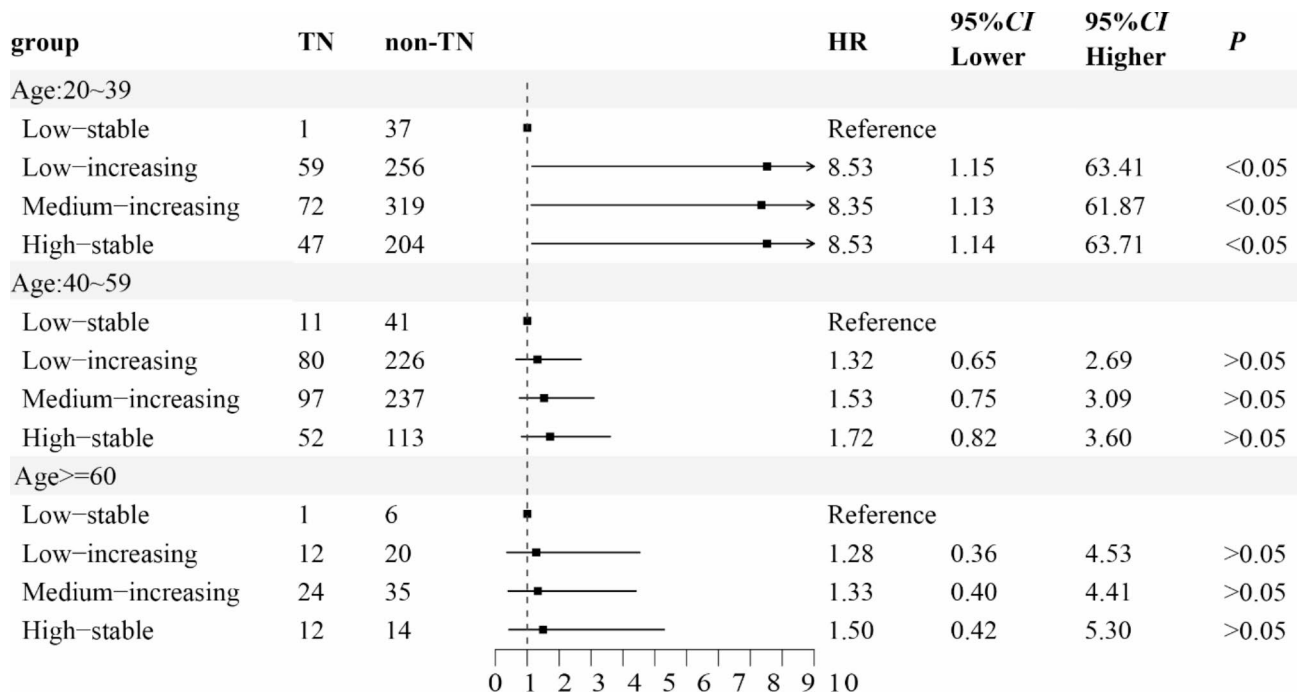 group TN non-TN HR 95%CI Lower 95%CI Higher P
Age:20~39
Low−stable 1 37 Reference
Low−increasing 59 256 8.53 1.15 63.41 <0.05
Medium−increasing 72 319 8.35 1.13 61.87 <0.05
High−stable 47 204 8.53 1.14 63.71 <0.05
Age:40~59
Low−stable 11 41 Reference
Low−increasing 80 226 1.32 0.65 2.69 >0.05
Medium−increasing 97 237 1.53 0.75 3.09 >0.05
High−stable 52 113 1.72 0.82 3.60 >0.05
Age>=60
Low−stable 1 6 Reference
Low−increasing 12 20 1.28 0.36 4.53 >0.05
Medium−increasing 24 35 1.33 0.40 4.41 >0.05
High−stable 12 14 1.50 0.42 5.30 >0.05
0 1 2 3 4 5 6 7 8 9 10